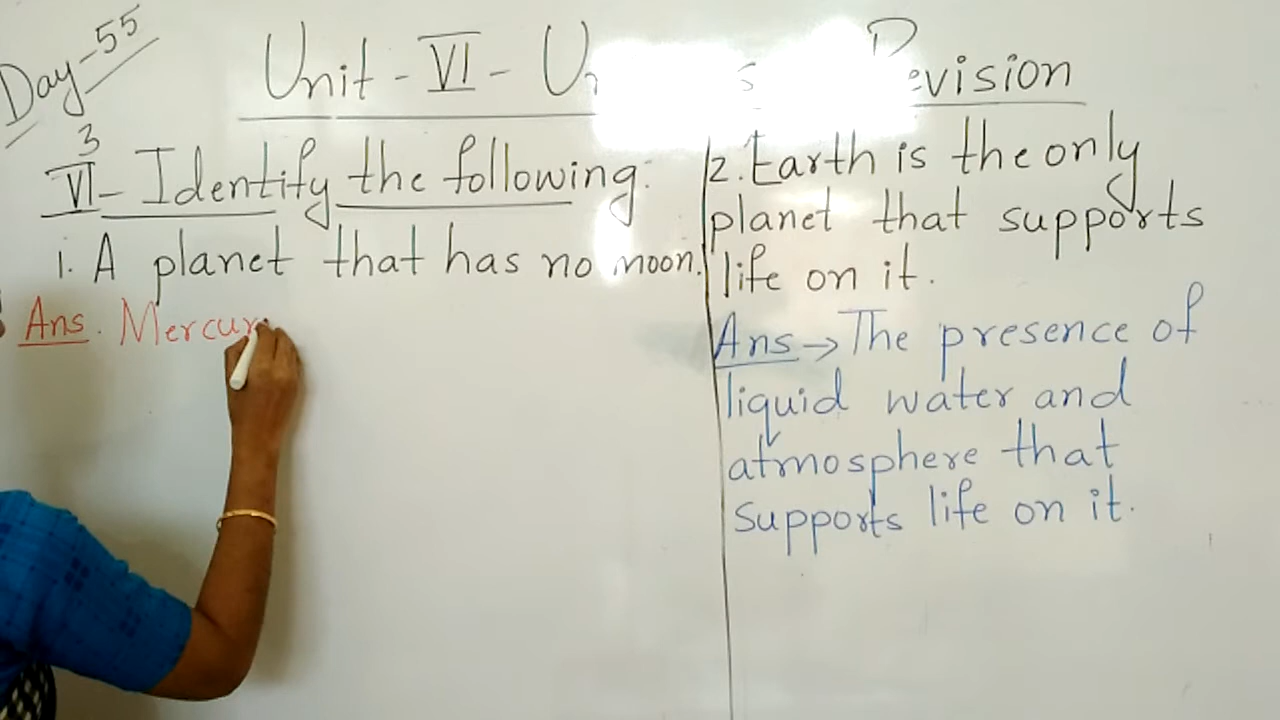 Day-55
Unit - VI - Revision
3
VI - Identify the following:
1. A planet that has no moon.
Ans. Mercury
2. Earth is the only
planet that supports
life on it.
Ans → The presence of
liquid water and
atmosphere that
supports life on it.